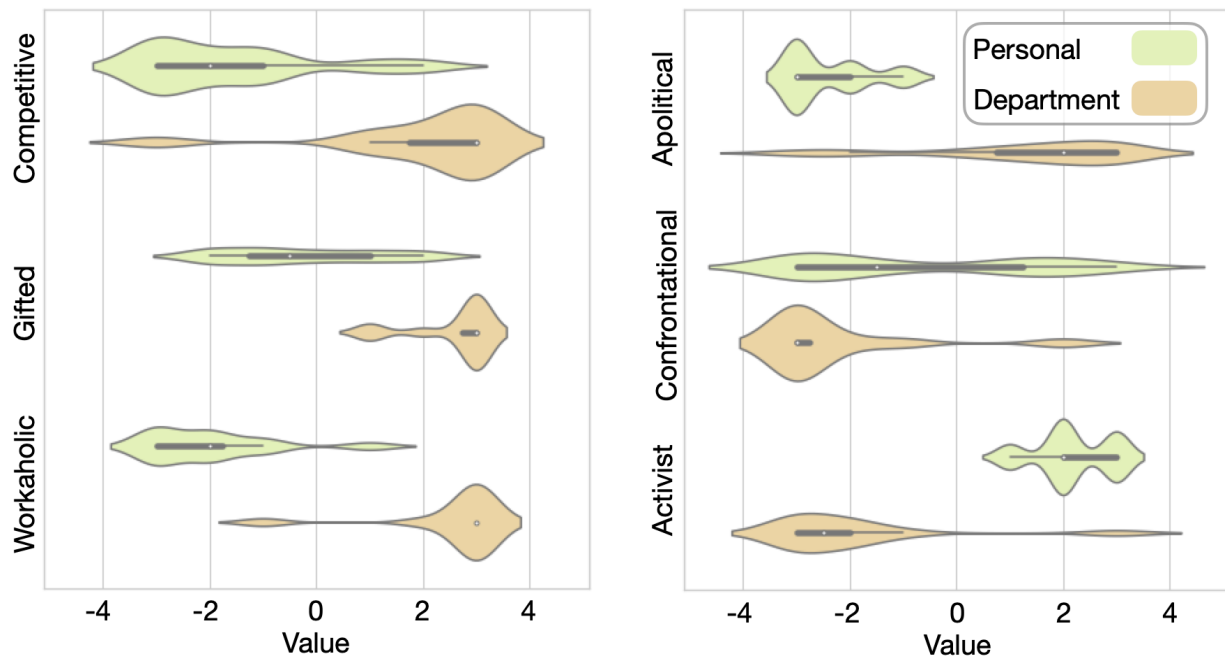 Competitive
Gifted
Workaholic
-4 -2 0 2 4
Value
Personal
Department
Apolitical
Confrontational
Activist
-4 -2 0 2 4
Value